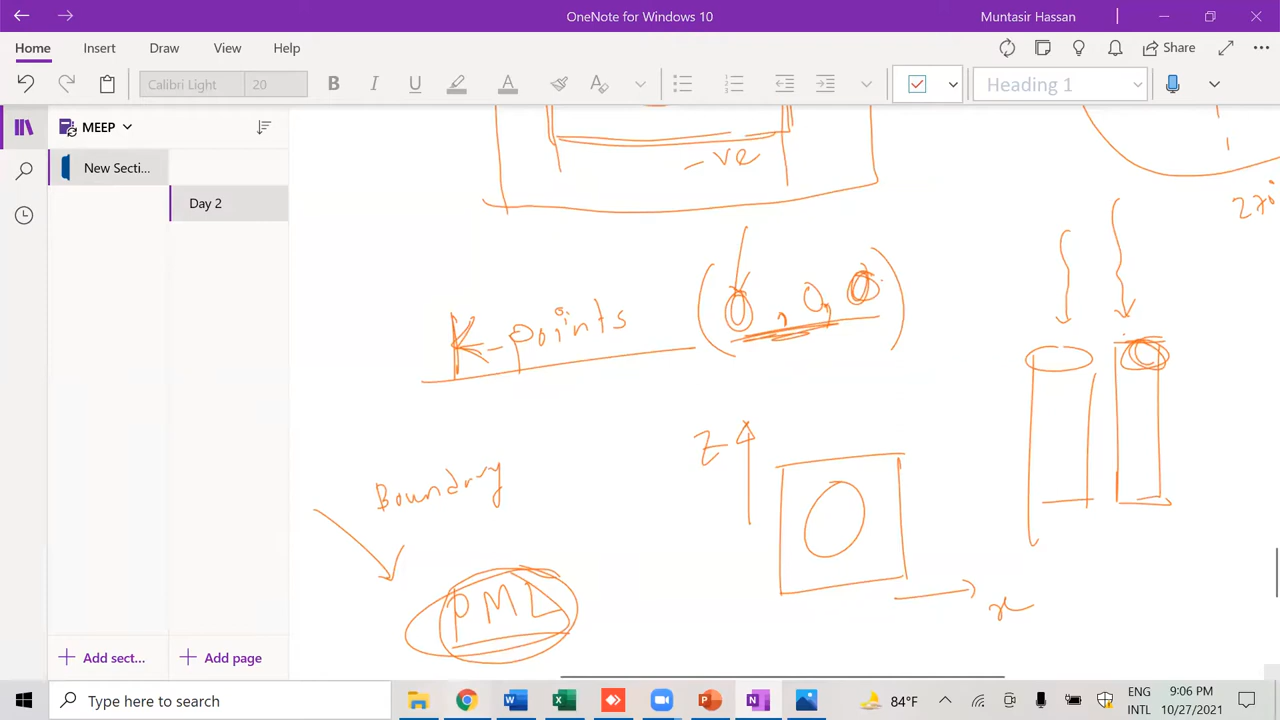 OneNote for Windows 10
Muntasir Hassan
Home Insert Draw View Help
Share
Calibri Light 20 B I U A Heading 1
MEEP
New Secti...
Day 2
-ve
270°
K-points (0, 0, 0)
Z
Boundry
x
PML
Add sect...
Add page
Type here to search
84°F
ENG
INTL
9:06 PM
10/27/2021